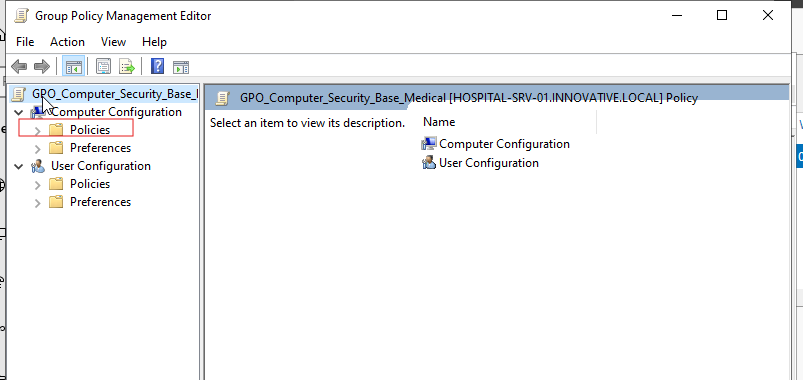 Group Policy Management Editor
File Action View Help
GPO_Computer_Security_Base_
Computer Configuration
Policies
Preferences
User Configuration
Policies
Preferences
GPO_Computer_Security_Base_Medical [HOSPITAL-SRV-01.INNOVATIVE.LOCAL] Policy
Select an item to view its description.
Name
Computer Configuration
User Configuration